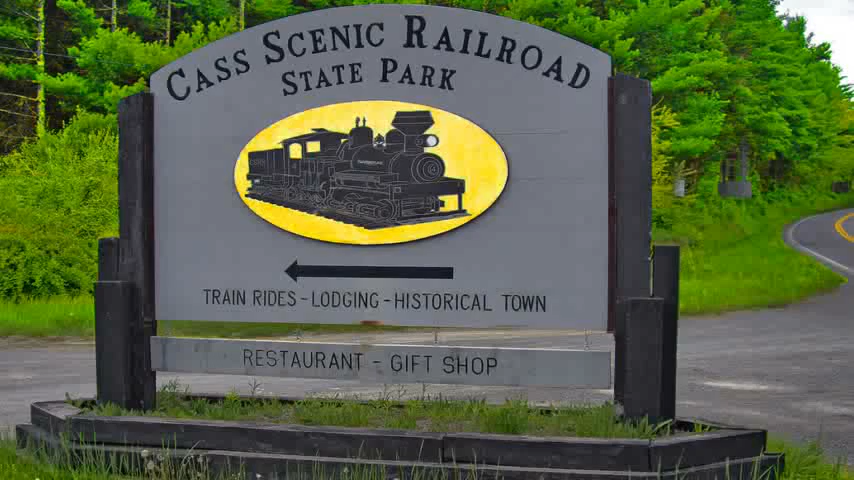 CASS SCENIC RAILROAD
STATE PARK
TRAIN RIDES - LODGING - HISTORICAL TOWN
RESTAURANT - GIFT SHOP